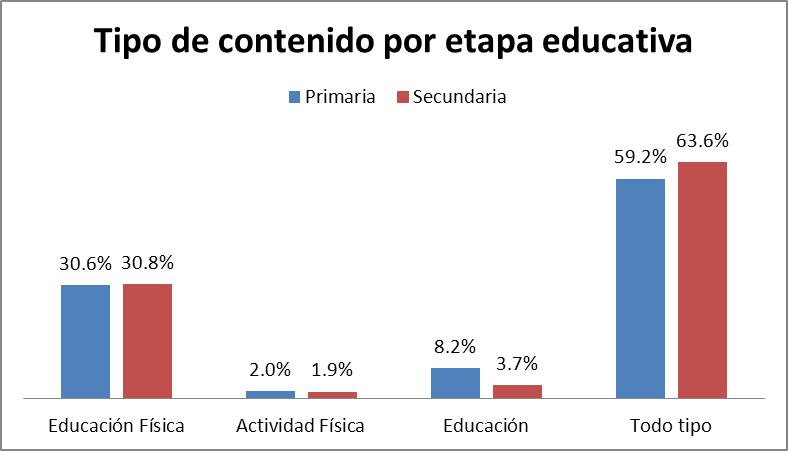 Tipo de contenido por etapa educativa
Primaria Secundaria
30.6% 30.8% 2.0% 1.9% 8.2% 3.7% 59.2% 63.6%
Educación Física Actividad Física Educación Todo tipo